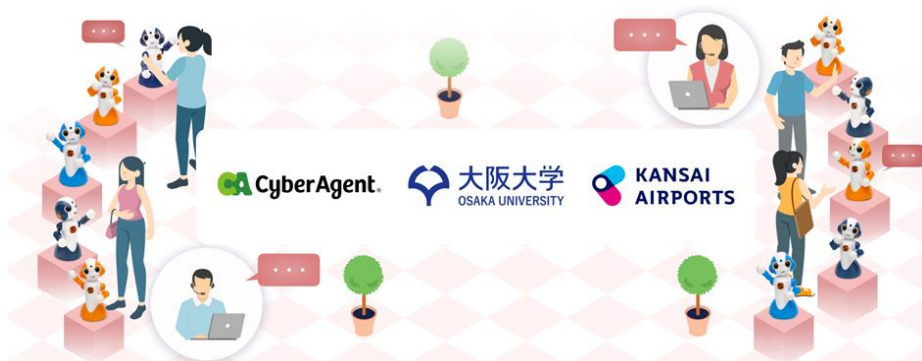 CyberAgent®
大阪大学
OSAKA UNIVERSITY
KANSAI
AIRPORTS